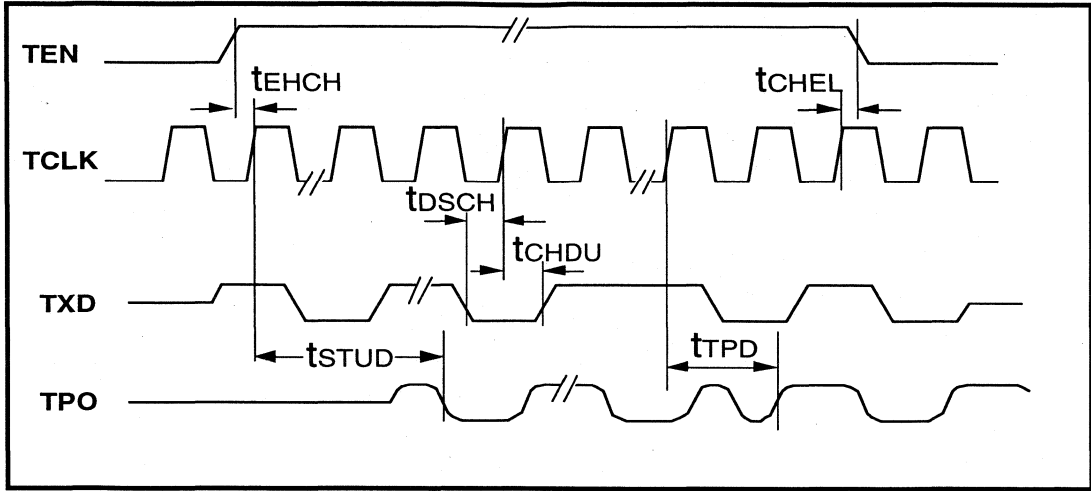 TEN
tEHCH
tCHEL
TCLK
tDSCH
tCHDU
TXD
tSTUD
tTPD
TPO